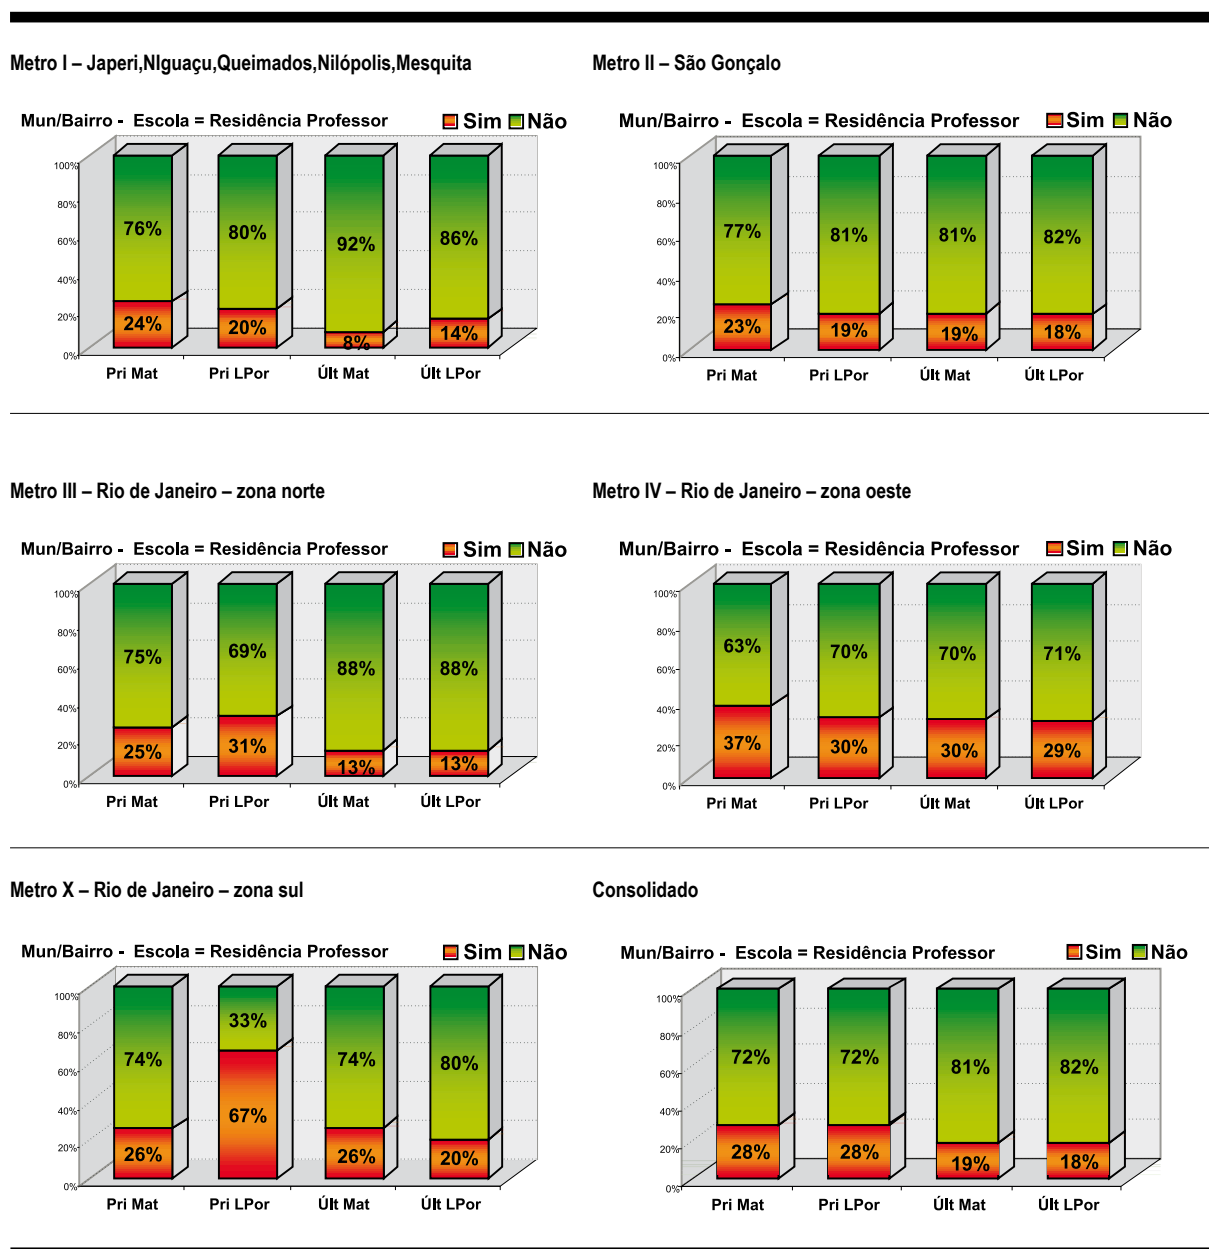 Metro I – Japeri,NIguaçu,Queimados,Nilópolis,Mesquita
Mun/Bairro - Escola = Residência Professor Sim Não
100%
80%
60%
40%
20%
0%
76% 80% 92% 86%
24% 20% 8% 14%
Pri Mat Pri LPor Últ Mat Últ LPor
Metro II – São Gonçalo
Mun/Bairro - Escola = Residência Professor Sim Não
100%
80%
60%
40%
20%
0%
77% 81% 81% 82%
23% 19% 19% 18%
Pri Mat Pri LPor Últ Mat Últ LPor
Metro III – Rio de Janeiro – zona norte
Mun/Bairro - Escola = Residência Professor Sim Não
100%
80%
60%
40%
20%
0%
75% 69% 88% 88%
25% 31% 13% 13%
Pri Mat Pri LPor Últ Mat Últ LPor
Metro IV – Rio de Janeiro – zona oeste
Mun/Bairro - Escola = Residência Professor Sim Não
100%
80%
60%
40%
20%
0%
63% 70% 70% 71%
37% 30% 30% 29%
Pri Mat Pri LPor Últ Mat Últ LPor
Metro X – Rio de Janeiro – zona sul
Mun/Bairro - Escola = Residência Professor Sim Não
100%
80%
60%
40%
20%
0%
74% 33% 74% 80%
26% 67% 26% 20%
Pri Mat Pri LPor Últ Mat Últ LPor
Consolidado
Mun/Bairro - Escola = Residência Professor Sim Não
100%
80%
60%
40%
20%
0%
72% 72% 81% 82%
28% 28% 19% 18%
Pri Mat Pri LPor Últ Mat Últ LPor